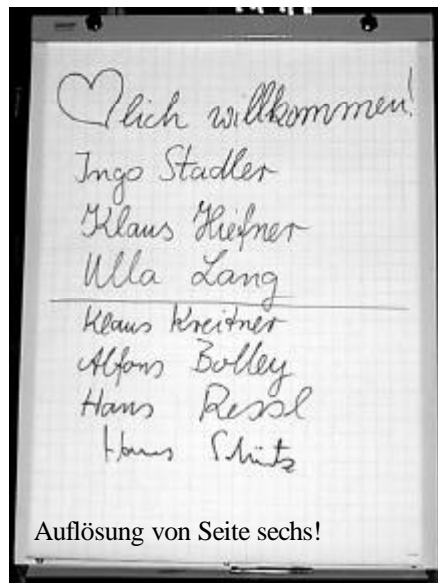 ♡lich willkommen!
Ingo Stadler
Klaus Hiefner
Ulla Lang
Klaus Kreitner
Alfons Bolley
Hans Ressl
Hans Schütz
Auflösung von Seite sechs!